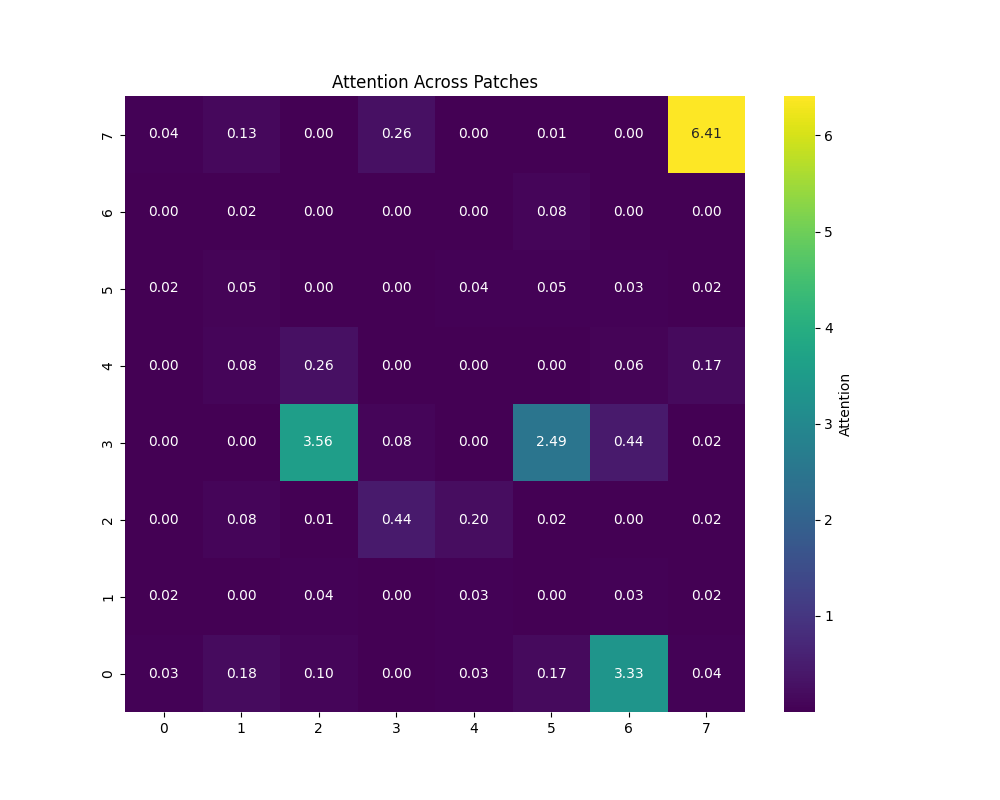 Attention Across Patches
7 0.04 0.13 0.00 0.26 0.00 0.01 0.00 6.41
6 0.00 0.02 0.00 0.00 0.00 0.08 0.00 0.00
5 0.02 0.05 0.00 0.00 0.04 0.05 0.03 0.02
4 0.00 0.08 0.26 0.00 0.00 0.00 0.06 0.17
3 0.00 0.00 3.56 0.08 0.00 2.49 0.44 0.02
2 0.00 0.08 0.01 0.44 0.20 0.02 0.00 0.02
1 0.02 0.00 0.04 0.00 0.03 0.00 0.03 0.02
0 0.03 0.18 0.10 0.00 0.03 0.17 3.33 0.04
0 1 2 3 4 5 6 7
6
5
4
3
2
1
Attention